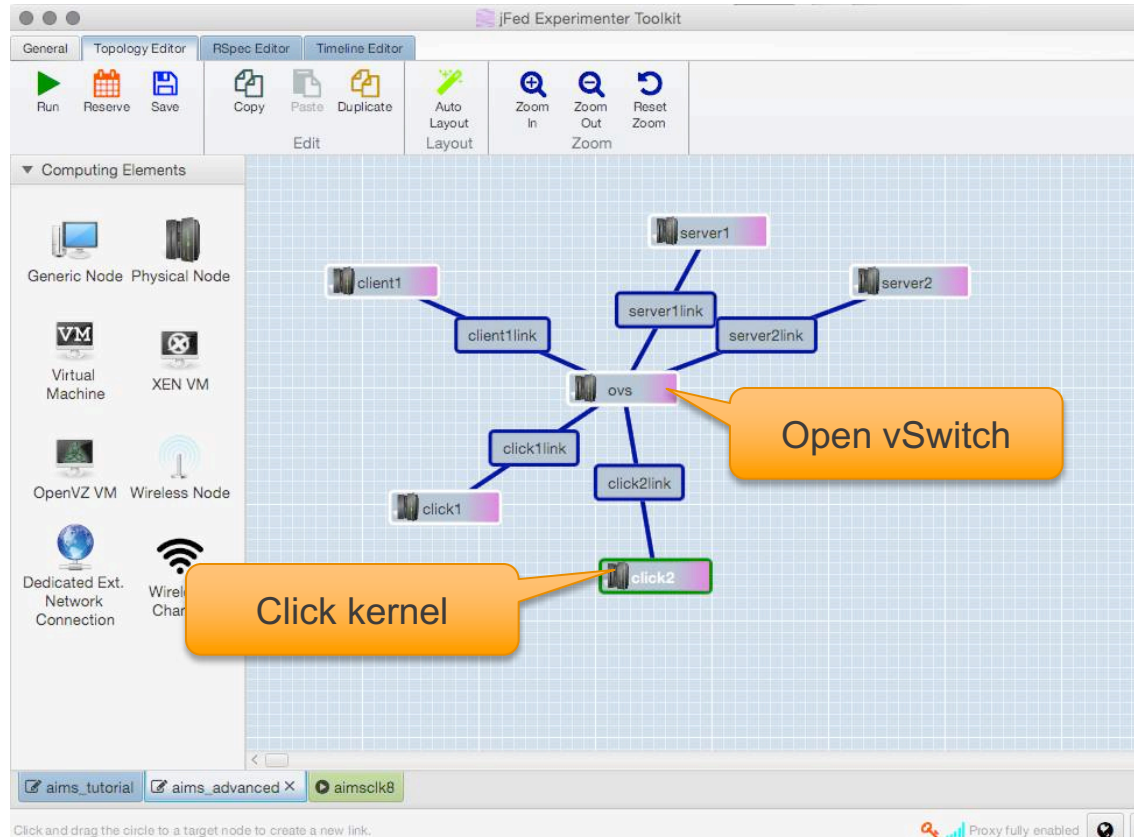 jFed Experimenter Toolkit
General Topology Editor RSpec Editor Timeline Editor
Run Reserve Save Copy Paste Duplicate Auto Layout Zoom In Zoom Out Reset Zoom
Edit Layout Zoom
Computing Elements
Generic Node Physical Node
VM
Virtual Machine XEN VM
OpenVZ VM Wireless Node
Dedicated Ext. Network Connection
server1
client1
server2
server1link
client1link
server2link
ovs
Open vSwitch
click1link
click2link
click1
click2
Click kernel
aims_tutorial aims_advanced × aimsclk8
Click and drag the circle to a target node to create a new link. Proxy fully enabled